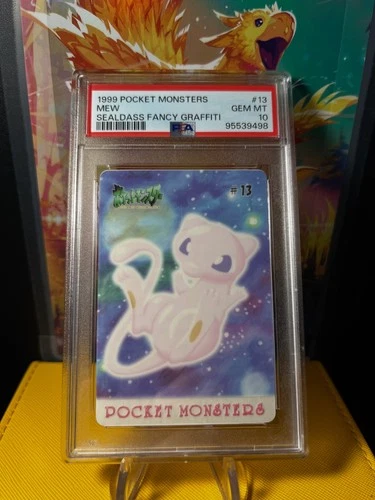 1999 POCKET MONSTERS #13
MEW GEM MT
SEALDASS FANCY GRAFFITI 10
PSA 95539498
#13
POCKET MONSTERS